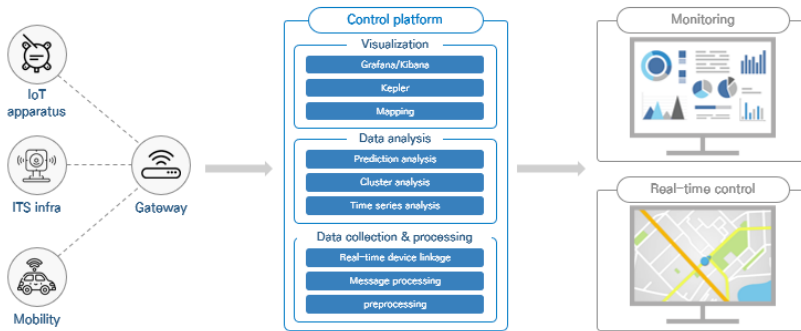 IoT
apparatus
ITS infra
Mobility
Gateway
Control platform
Visualization
Grafana/Kibana
Kepler
Mapping
Data analysis
Prediction analysis
Cluster analysis
Time series analysis
Data collection & processing
Real-time device linkage
Message processing
preprocessing
Monitoring
Real-time control